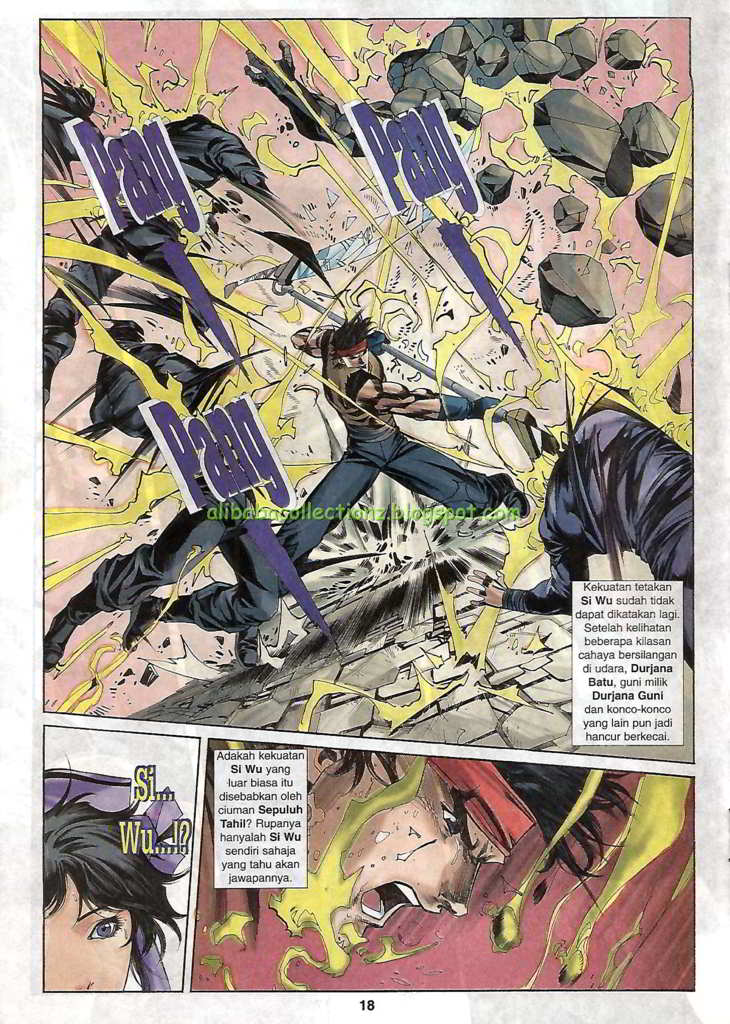 Pang
Pang
Pang
alibabacollectionz.blogspot.com
Kekuatan tetakan
Si Wu sudah tidak
dapat dikatakan lagi.
Setelah kelihatan
beberapa kilasan
cahaya bersilangan
di udara, Durjana
Batu, guni milik
Durjana Guni
dan konco-konco
yang lain pun jadi
hancur berkecai.
Si...
Wu...!?
Adakah kekuatan
Si Wu yang
luar biasa itu
disebabkan oleh
ciuman Sepuluh
Tahil? Rupanya
hanyalah Si Wu
sendiri sahaja
yang tahu akan
jawapannya.
18